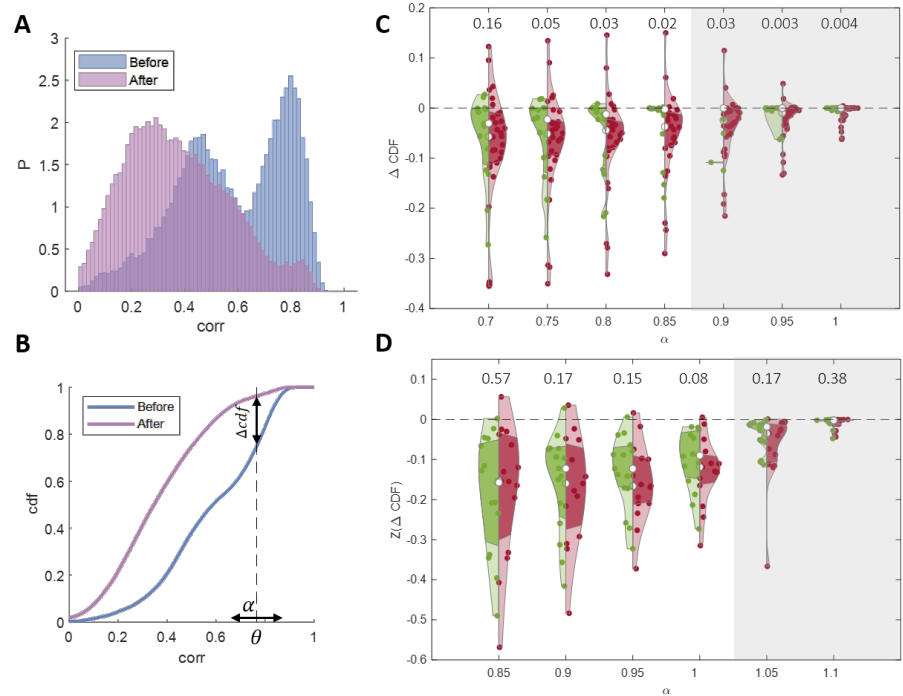 A
Before
After
3
2.5
2
1.5
1
0.5
0
P
0 0.2 0.4 0.6 0.8 1
corr
B
Before
After
1
0.8
0.6
0.4
0.2
0
cdf
Δcdf
α
θ
0 0.2 0.4 0.6 0.8 1
corr
C
0.16 0.05 0.03 0.02 0.03 0.003 0.004
0.2
0.1
0
-0.1
-0.2
-0.3
-0.4
Δ CDF
0.7 0.75 0.8 0.85 0.9 0.95 1
α
D
0.57 0.17 0.15 0.08 0.17 0.38
0
-0.1
-0.2
-0.3
-0.4
-0.5
-0.6
Z(Δ CDF)
0.85 0.9 0.95 1 1.05 1.1
α